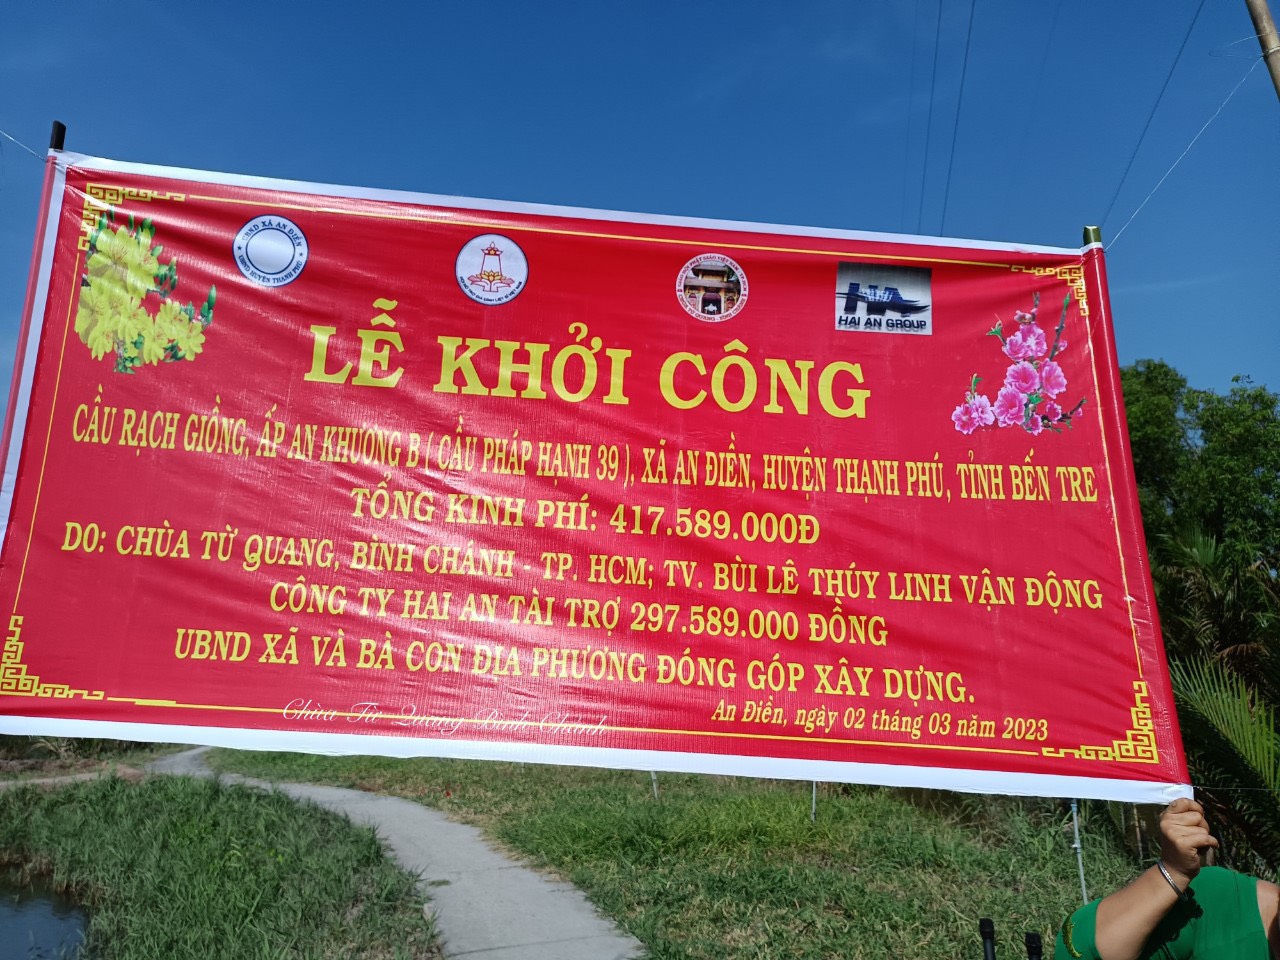 UBND XÃ AN ĐIỀN
UBND HUYỆN THẠNH PHÚ
HAI AN GROUP
LỄ KHỞI CÔNG
CẦU RẠCH GIỒNG, ẤP AN KHƯƠNG B ( CẦU PHÁP HẠNH 39 ), XÃ AN ĐIỀN, HUYỆN THẠNH PHÚ, TỈNH BẾN TRE
TỔNG KINH PHÍ: 417.589.000Đ
DO: CHÙA TỪ QUANG, BÌNH CHÁNH - TP. HCM; TV. BÙI LÊ THÚY LINH VẬN ĐỘNG
CÔNG TY HAI AN TÀI TRỢ 297.589.000 ĐỒNG
UBND XÃ VÀ BÀ CON ĐỊA PHƯƠNG ĐÓNG GÓP XÂY DỰNG.
An Điền, ngày 02 tháng 03 năm 2023
Chùa Từ Quang Bình Chánh